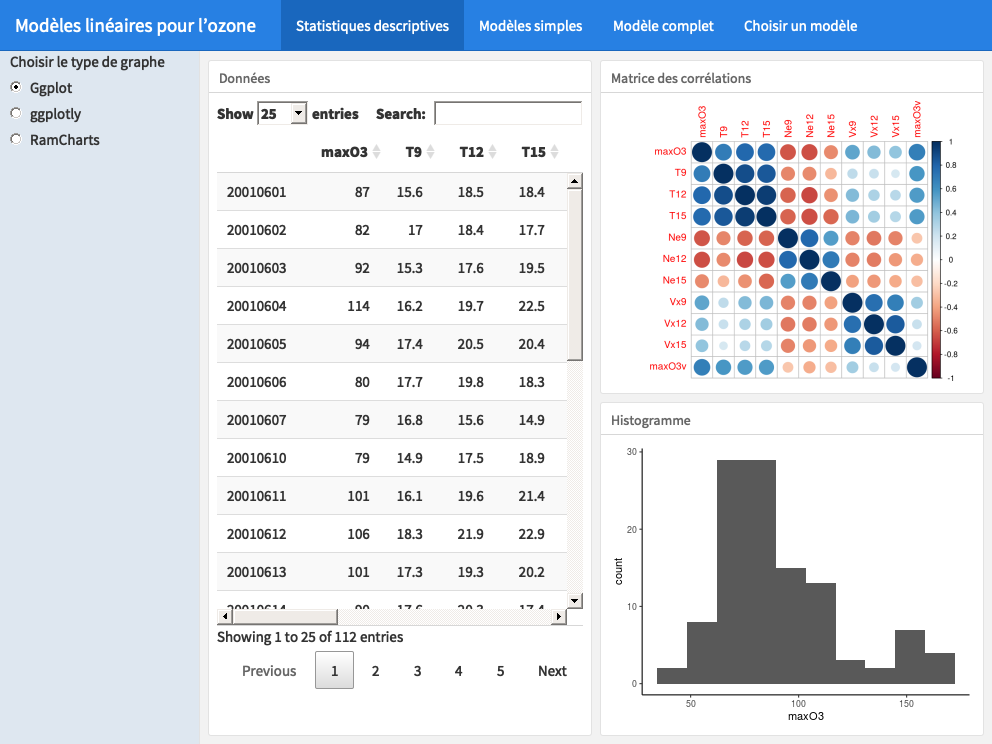 Modèles linéaires pour l’ozone Statistiques descriptives Modèles simples Modèle complet Choisir un modèle
Choisir le type de graphe
Ggplot
ggplotly
RamCharts
Données
Show 25 entries Search:
maxO3 T9 T12 T15
20010601 87 15.6 18.5 18.4
20010602 82 17 18.4 17.7
20010603 92 15.3 17.6 19.5
20010604 114 16.2 19.7 22.5
20010605 94 17.4 20.5 20.4
20010606 80 17.7 19.8 18.3
20010607 79 16.8 15.6 14.9
20010610 79 14.9 17.5 18.9
20010611 101 16.1 19.6 21.4
20010612 106 18.3 21.9 22.9
20010613 101 17.3 19.3 20.2
Showing 1 to 25 of 112 entries
Previous 1 2 3 4 5 Next
Matrice des corrélations
maxO3 T9 T12 T15 Ne9 Ne12 Ne15 Vx9 Vx12 Vx15 maxO3v
maxO3
T9
T12
T15
Ne9
Ne12
Ne15
Vx9
Vx12
Vx15
maxO3v
1
0.8
0.6
0.4
0.2
0
-0.2
-0.4
-0.6
-0.8
-1
Histogramme
30
20
10
0
count
50 100 150
maxO3